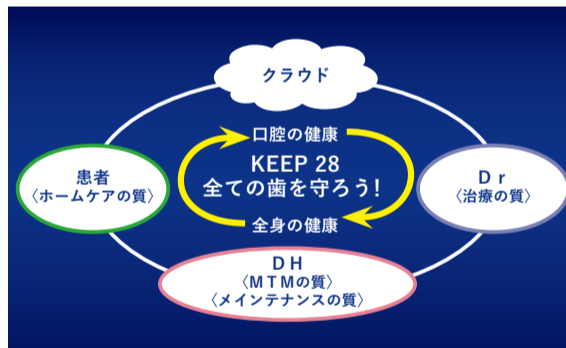 クラウド
口腔の健康
KEEP 28
全ての歯を守ろう!
全身の健康
患者
〈ホームケアの質〉
Dr
〈治療の質〉
DH
〈MTMの質〉
〈メインテナンスの質〉